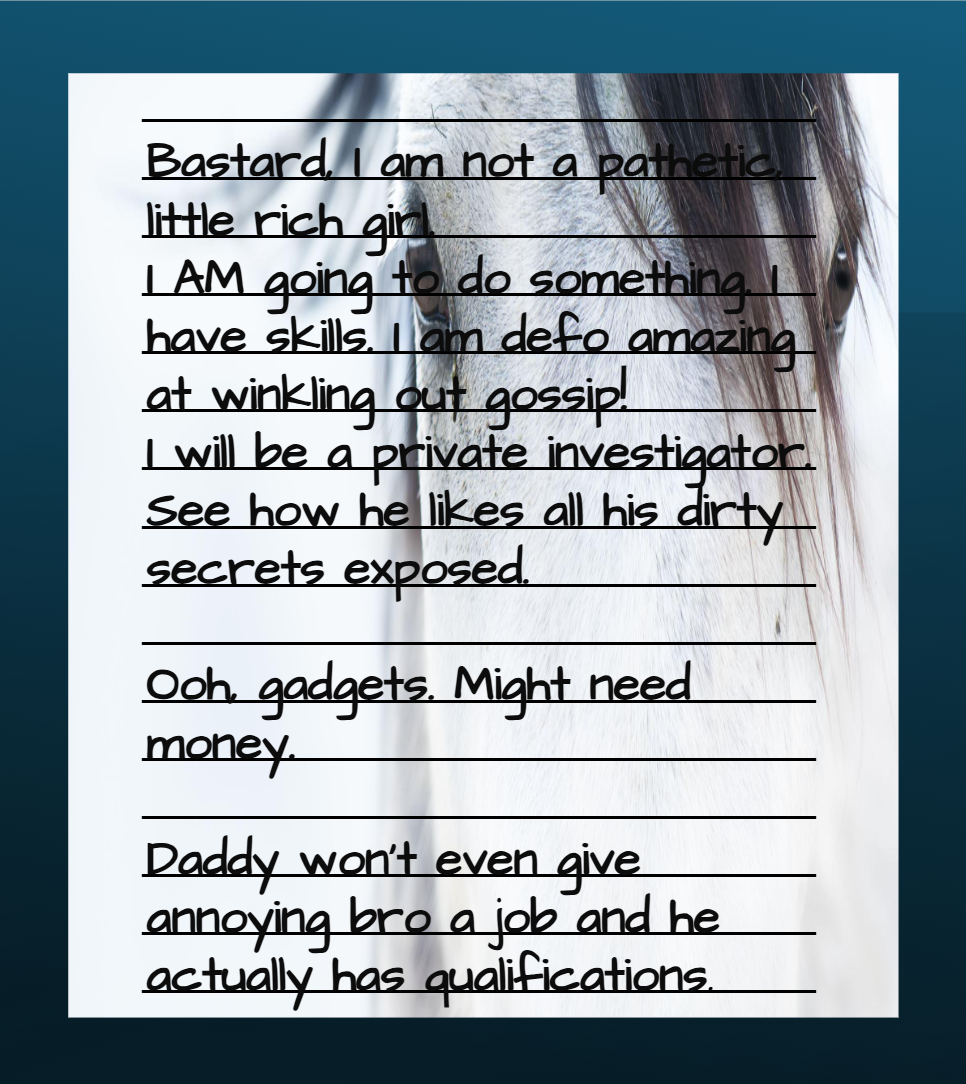 Bastard, I am not a pathetic,
little rich girl.
I AM going to do something. I
have skills. I am defo amazing
at winkling out gossip!
I will be a private investigator.
See how he likes all his dirty
secrets exposed.
Ooh, gadgets. Might need
money.
Daddy won't even give
annoying bro a job and he
actually has qualifications.